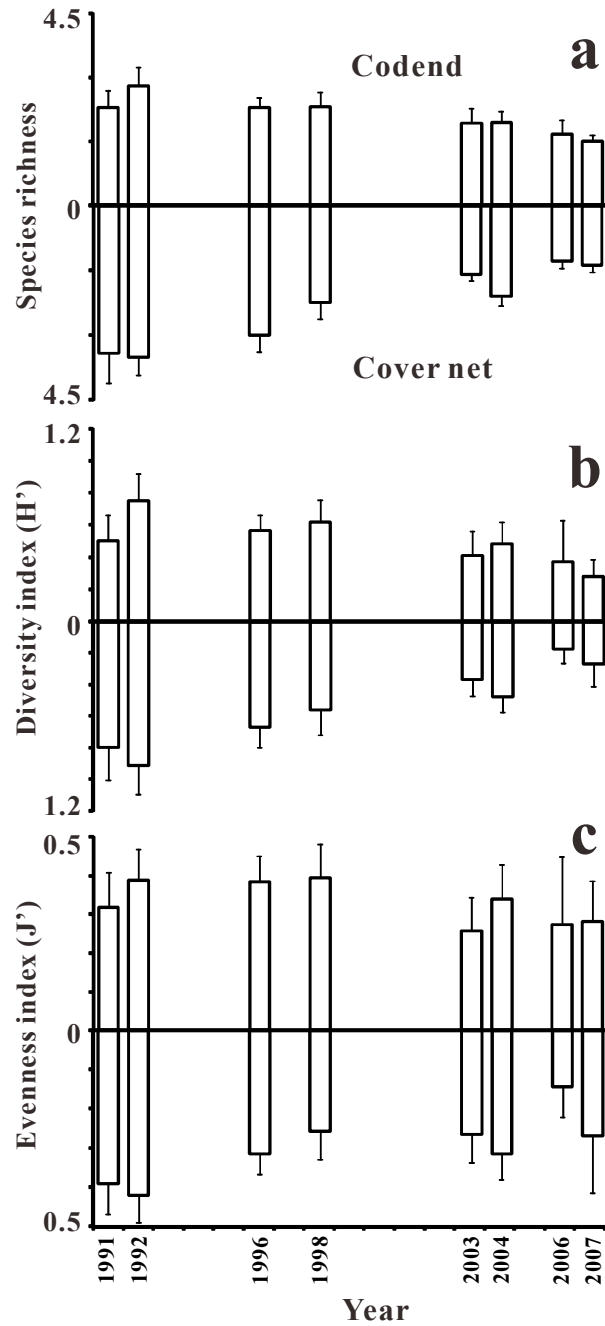 4.5
Codend
a
Species richness
0
Cover net
4.5
1.2
b
Diversity index (H’)
0
1.2
0.5
c
Evenness index (J’)
0
0.5
1991
1992
1996
1998
2003
2004
2006
2007
Year